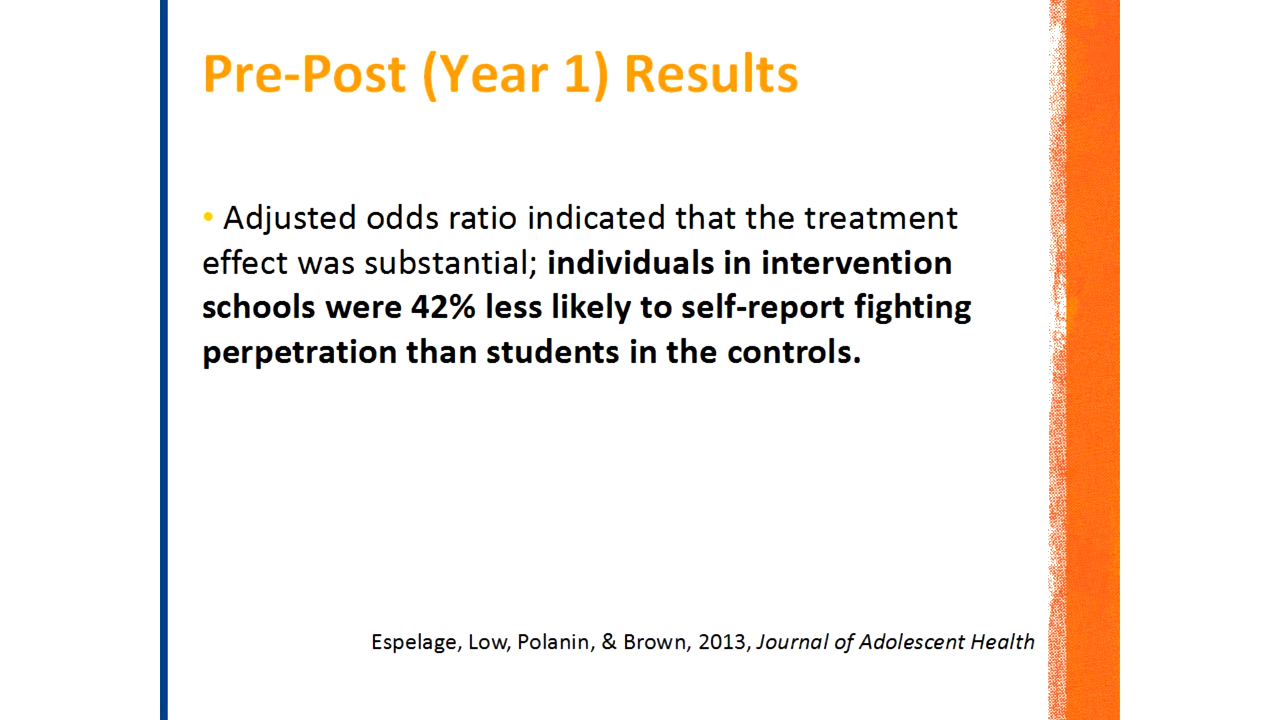 Pre-Post (Year 1) Results
• Adjusted odds ratio indicated that the treatment
effect was substantial; individuals in intervention
schools were 42% less likely to self-report fighting
perpetration than students in the controls.
Espelage, Low, Polanin, & Brown, 2013, Journal of Adolescent Health